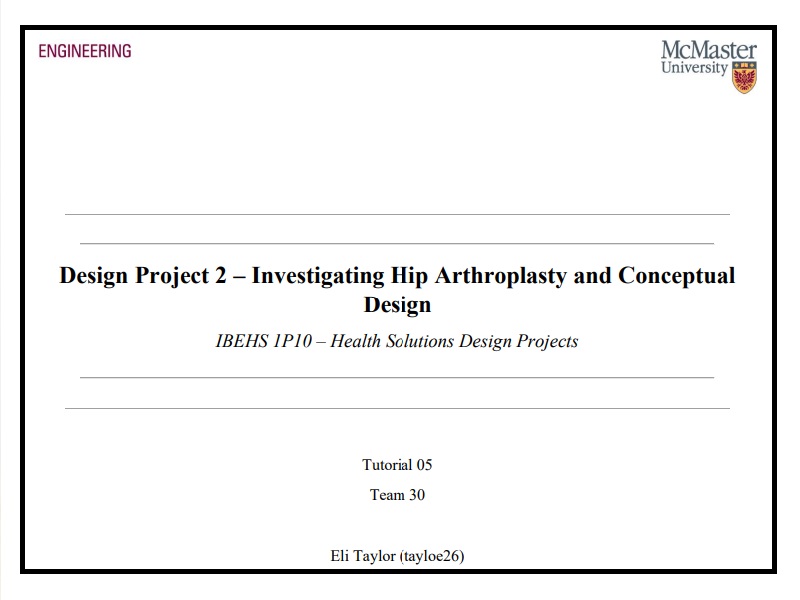 ENGINEERING
McMaster
University
Design Project 2 – Investigating Hip Arthroplasty and Conceptual
Design
IBEHS 1P10 – Health Solutions Design Projects
Tutorial 05
Team 30
Eli Taylor (tayloe26)